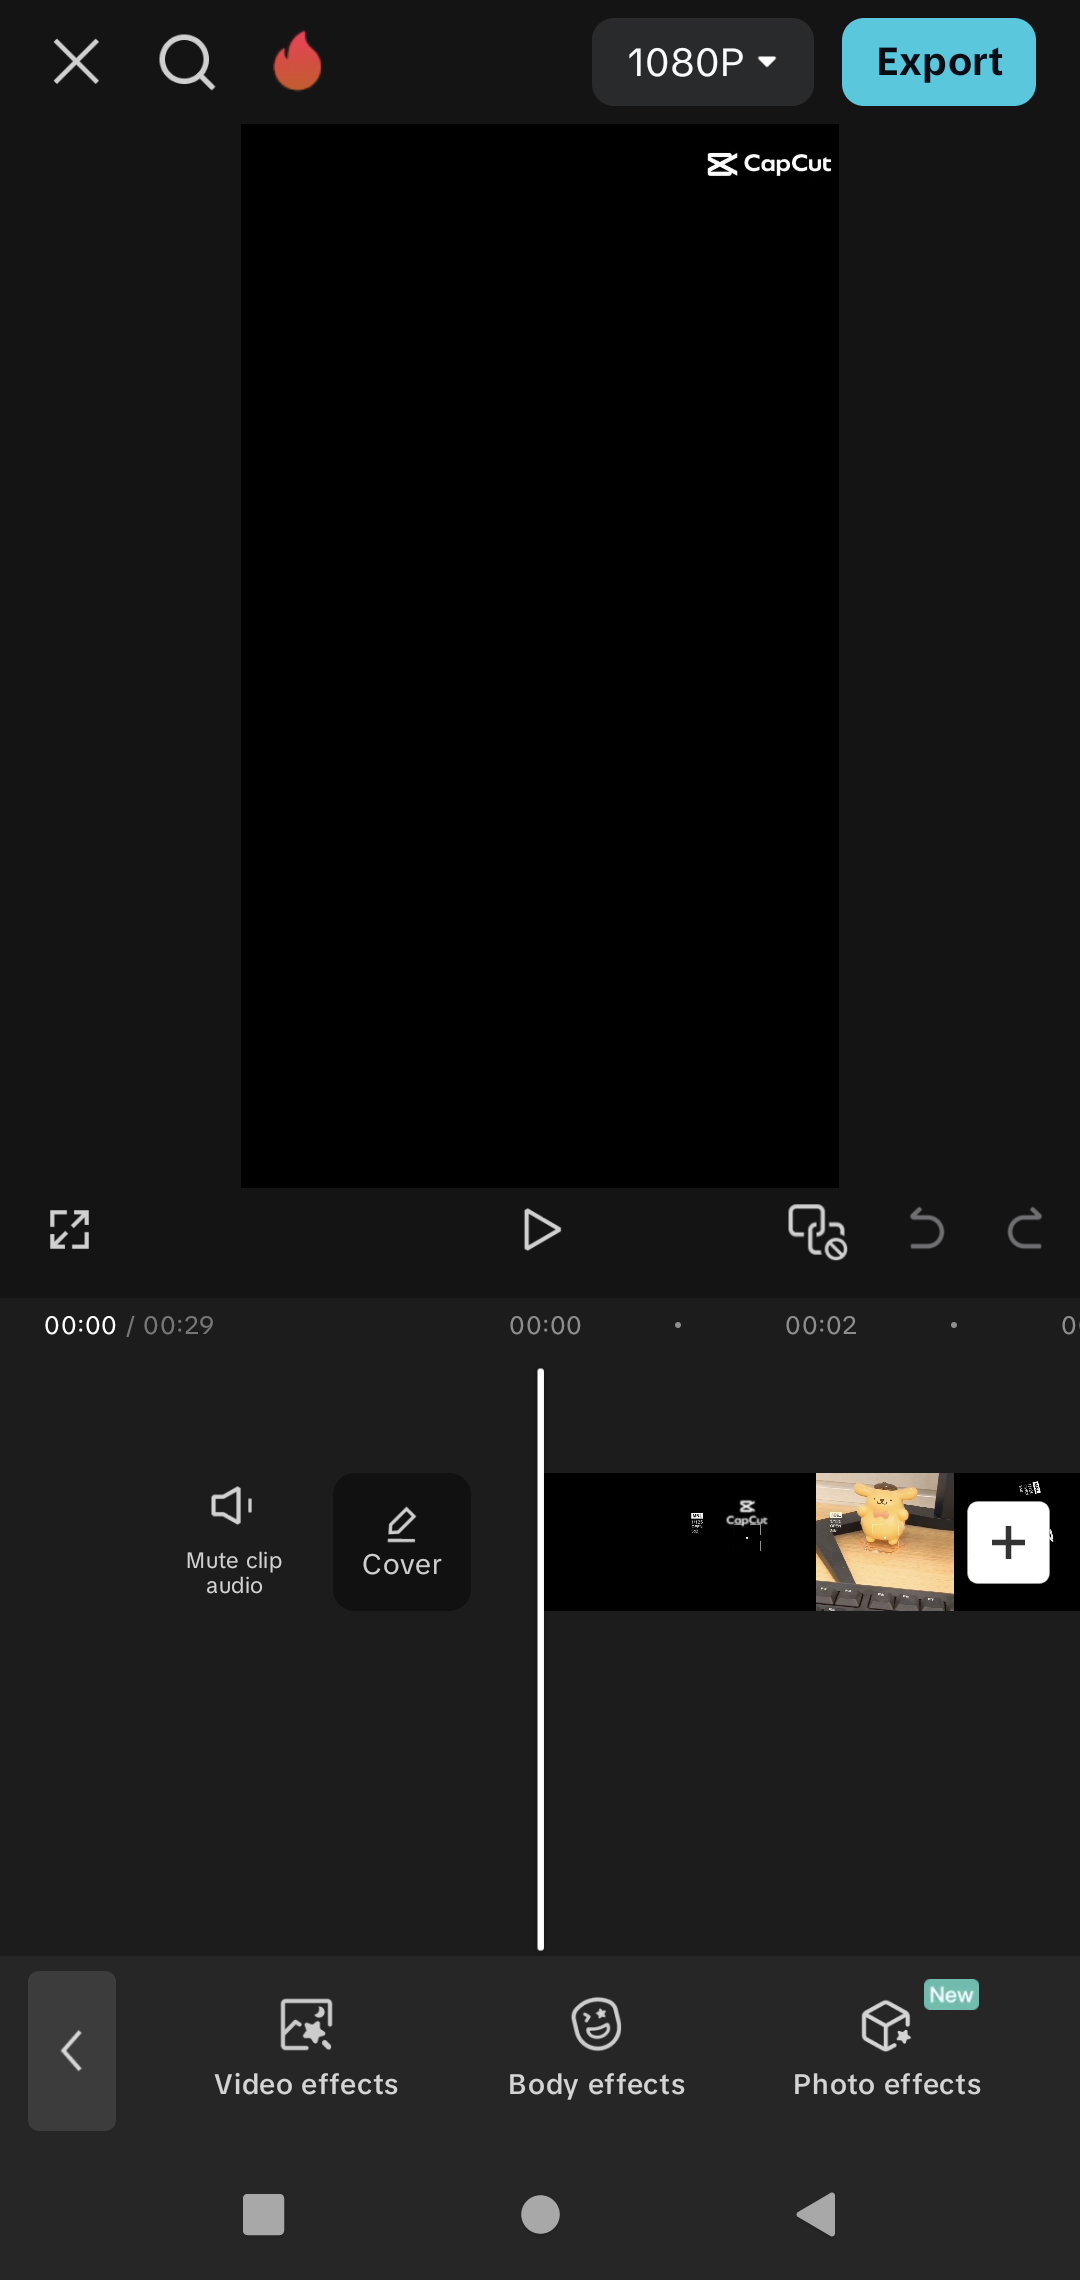 1080P
Export
CapCut
00:00 / 00:29
00:00
00:02
Mute clip
audio
Cover
CapCut
New
Video effects
Body effects
Photo effects